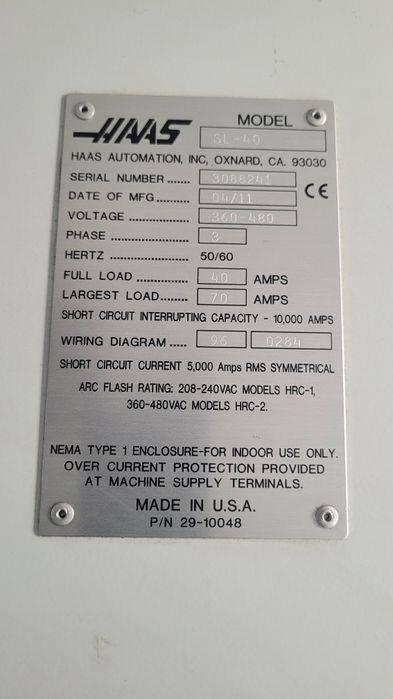 HAAS
MODEL SL-40
HAAS AUTOMATION, INC, OXNARD, CA. 93030
SERIAL NUMBER ....... 3088241
DATE OF MFG ........... 04/11
VOLTAGE .................. 360-480
PHASE ...................... 3
HERTZ ...................... 50/60
CE
FULL LOAD .............. 40 AMPS
LARGEST LOAD........ 70 AMPS
SHORT CIRCUIT INTERRUPTING CAPACITY - 10,000 AMPS
WIRING DIAGRAM ..... 96 0284
SHORT CIRCUIT CURRENT 5,000 Amps RMS SYMMETRICAL
ARC FLASH RATING: 208-240VAC MODELS HRC-1,
360-480VAC MODELS HRC-2.
NEMA TYPE 1 ENCLOSURE-FOR INDOOR USE ONLY.
OVER CURRENT PROTECTION PROVIDED
AT MACHINE SUPPLY TERMINALS.
MADE IN U.S.A.
P/N 29-10048